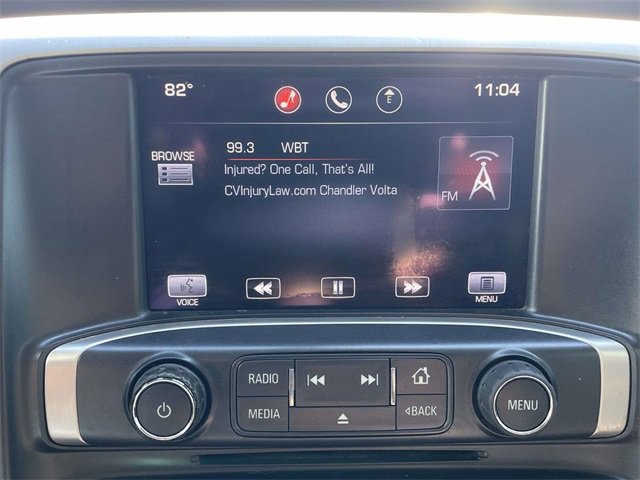 82° E 11:04
99.3 WBT
BROWSE
Injured? One Call, That's All!
CVInjuryLaw.com Chandler Volta
FM
VOICE
MENU
RADIO
MEDIA
BACK
MENU